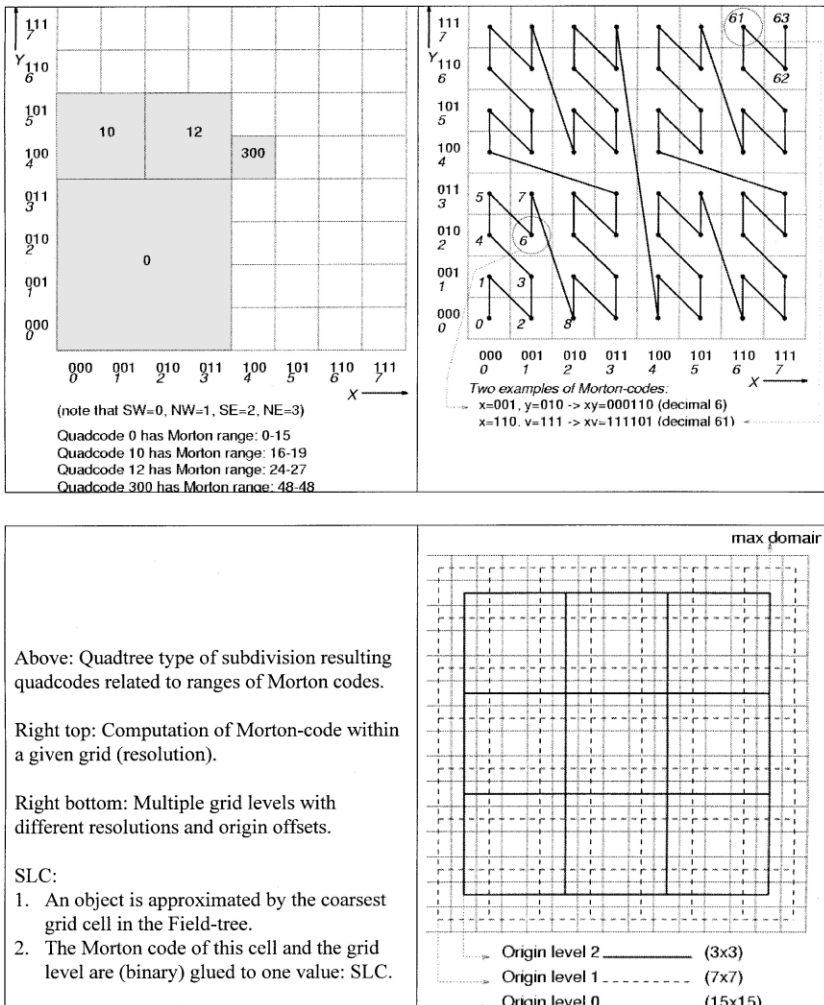 111
7
Y
110
6
101
5
100
4
011
3
010
2
001
1
000
0
10
12
300
0
000 001 010 011 100 101 110 111
0 1 2 3 4 5 6 7
X
(note that SW=0, NW=1, SE=2, NE=3)
Quadcode 0 has Morton range: 0-15
Quadcode 10 has Morton range: 16-19
Quadcode 12 has Morton range: 24-27
Quadcode 300 has Morton range: 48-48
111
7
Y
110
6
101
5
100
4
011
3
010
2
001
1
000
0
61 63
62
5 7
4 6
1 3
0 2 8
000 001 010 011 100 101 110 111
0 1 2 3 4 5 6 7
X
Two examples of Morton-codes:
x=001, y=010 -> xy=000110 (decimal 6)
x=110, y=111 -> xy=111101 (decimal 61)
Above: Quadtree type of subdivision resulting
quadcodes related to ranges of Morton codes.
Right top: Computation of Morton-code within
a given grid (resolution).
Right bottom: Multiple grid levels with
different resolutions and origin offsets.
SLC:
1. An object is approximated by the coarsest
grid cell in the Field-tree.
2. The Morton code of this cell and the grid
level are (binary) glued to one value: SLC.
max domair
Origin level 2 (3x3)
Origin level 1 (7x7)
Origin level 0 (15x15)